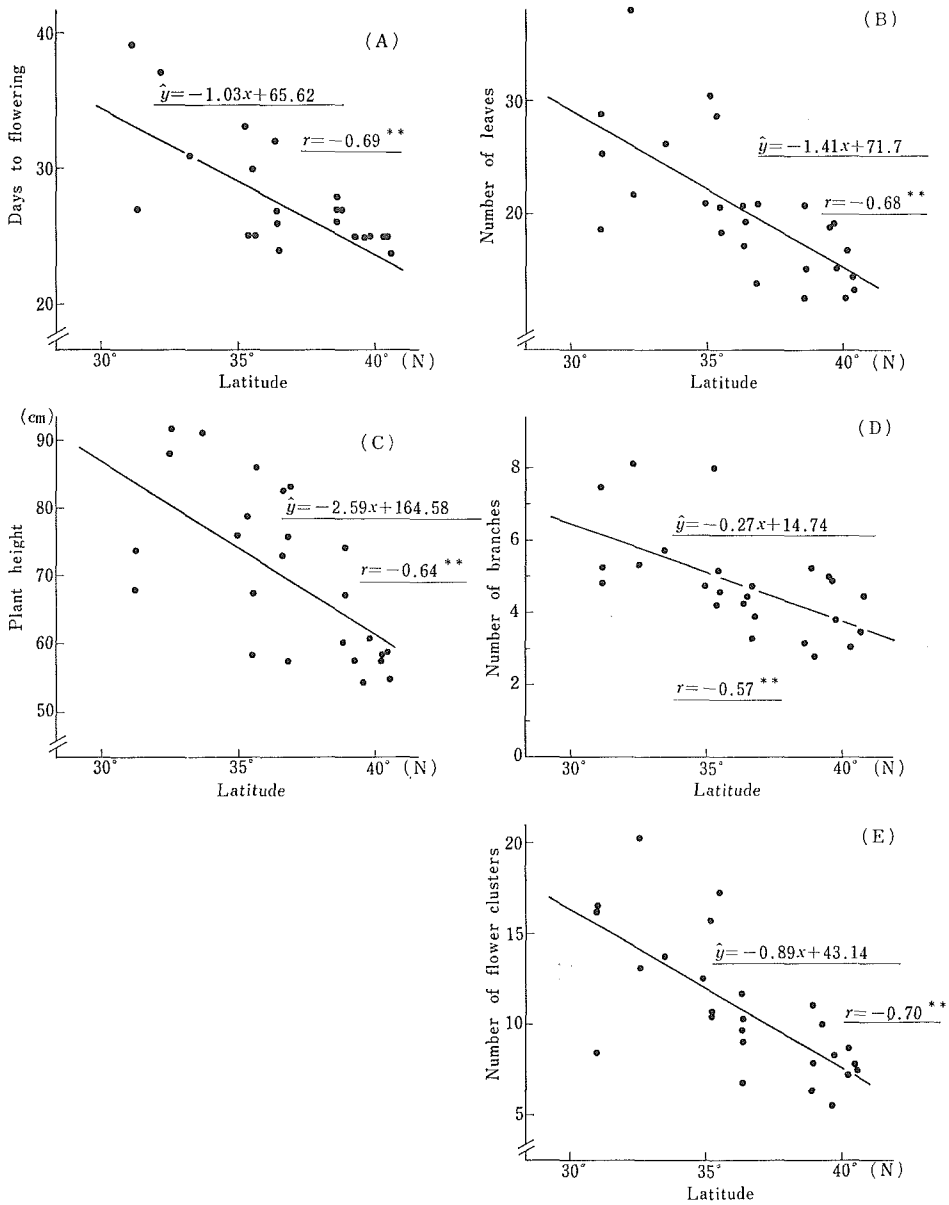 (A)
Days to flowering
40
30
20
ŷ=−1.03x+65.62
r=−0.69**
30° 35° 40° (N)
Latitude
(B)
Number of leaves
30
20
ŷ=−1.41x+71.7
r=−0.68**
30° 35° 40° (N)
Latitude
(cm)
(C)
Plant height
90
80
70
60
50
ŷ=−2.59x+164.58
r=−0.64**
30° 35° 40° (N)
Latitude
(D)
Number of branches
8
6
4
2
0
ŷ=−0.27x+14.74
r=−0.57**
30° 35° 40° (N)
Latitude
(E)
Number of flower clusters
20
15
10
5
ŷ=−0.89x+43.14
r=−0.70**
30° 35° 40° (N)
Latitude